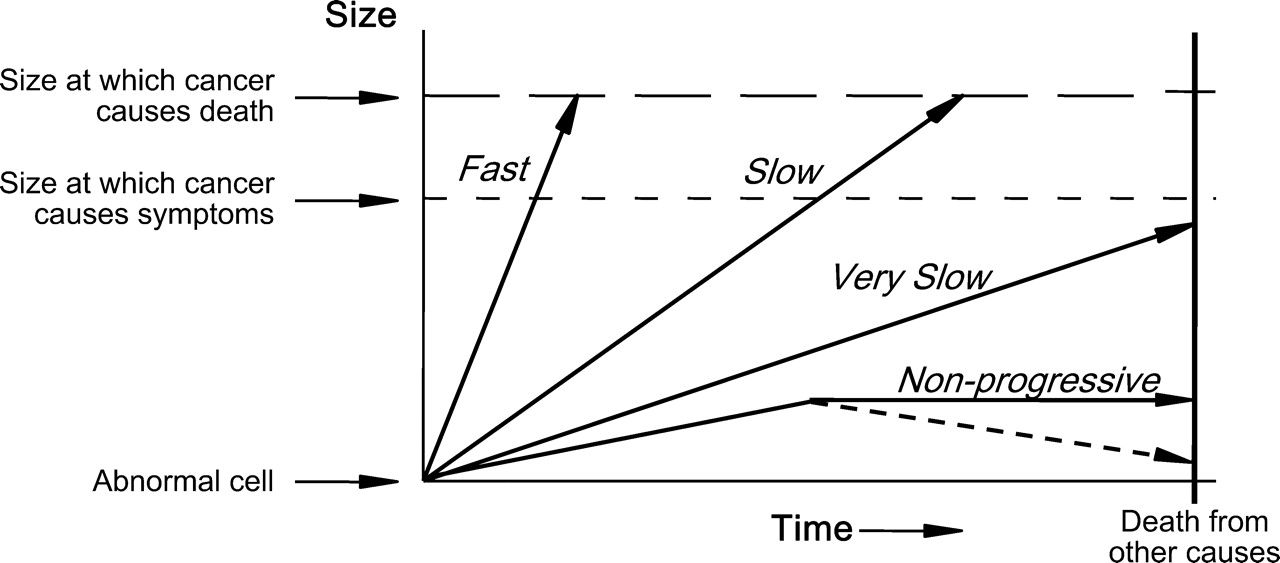 Size
Size at which cancer
causes death
Fast
Slow
Size at which cancer
causes symptoms
Very Slow
Non-progressive
Abnormal cell
Time
Death from
other causes